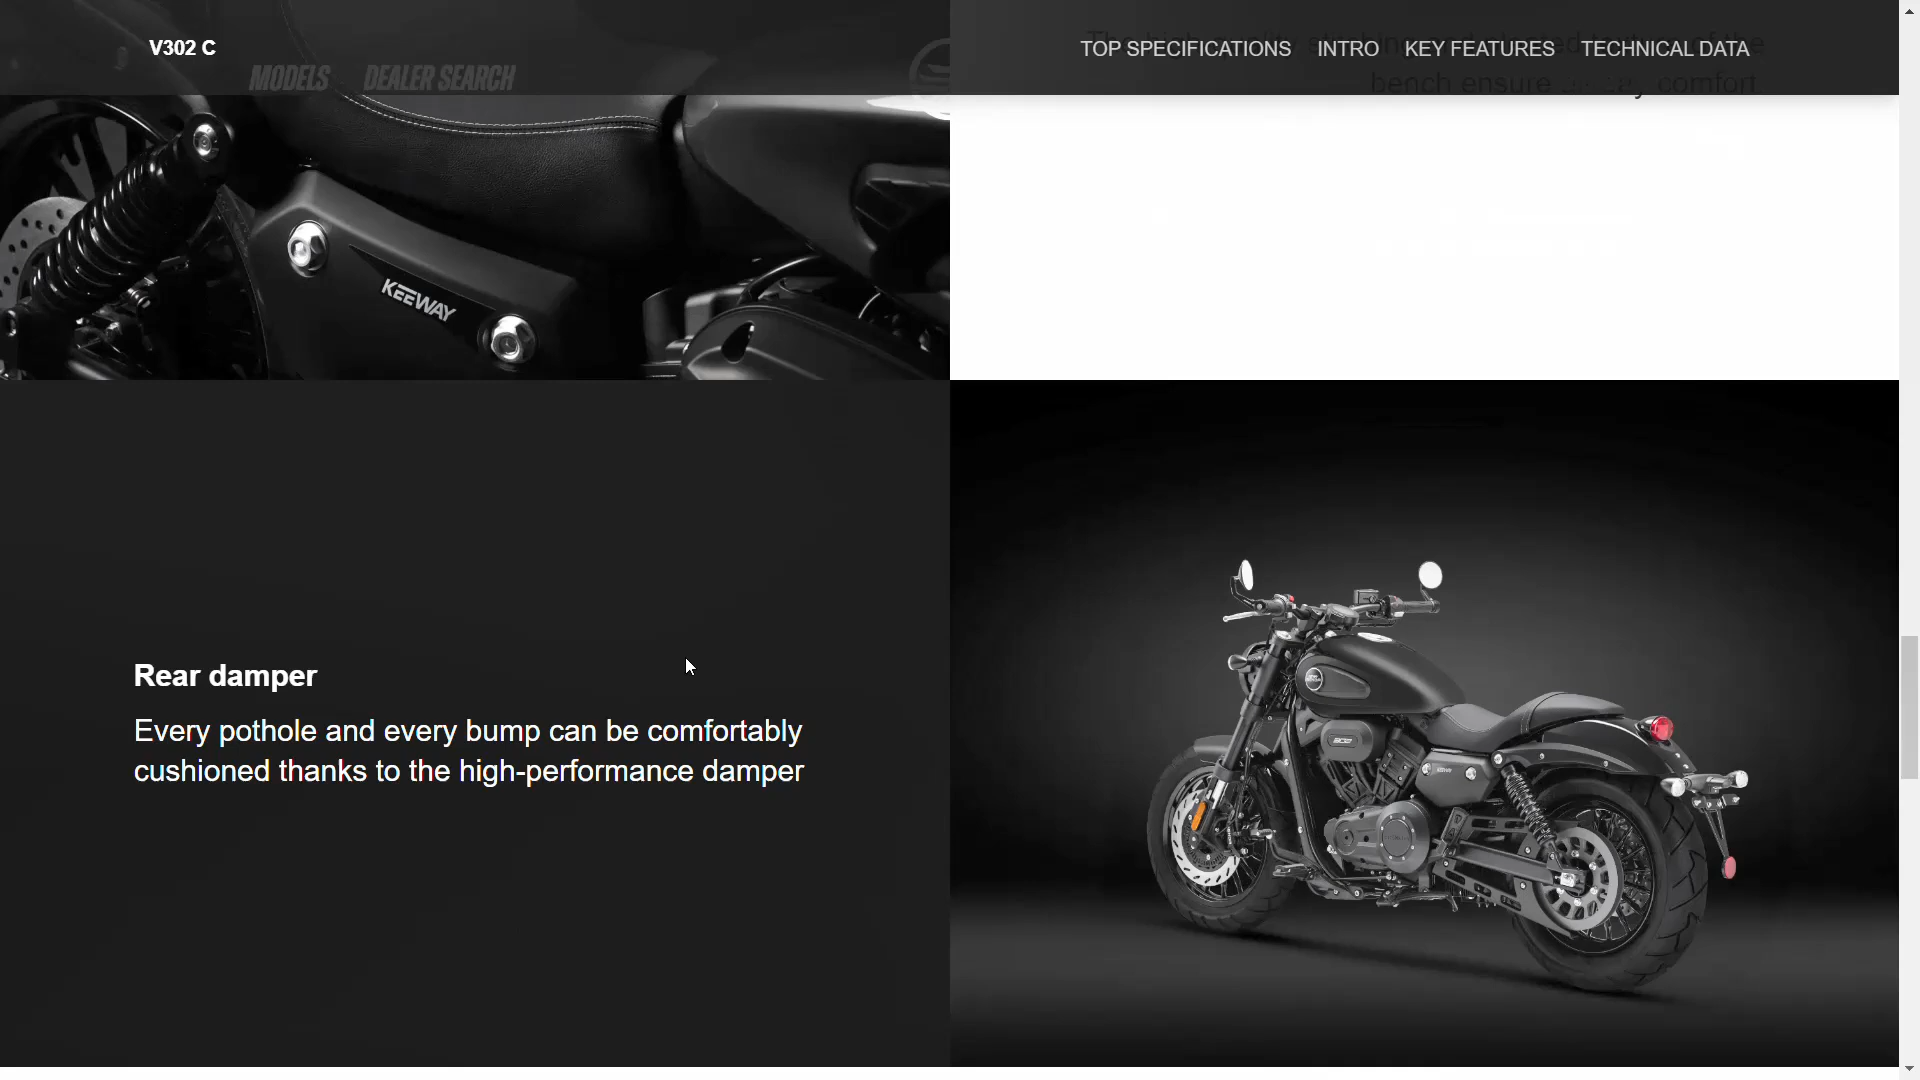 V302 C
TOP SPECIFICATIONS INTRO KEY FEATURES TECHNICAL DATA
MODELS DEALER SEARCH
bench ensure comfort
KEEWAY
Rear damper
Every pothole and every bump can be comfortably
cushioned thanks to the high-performance damper